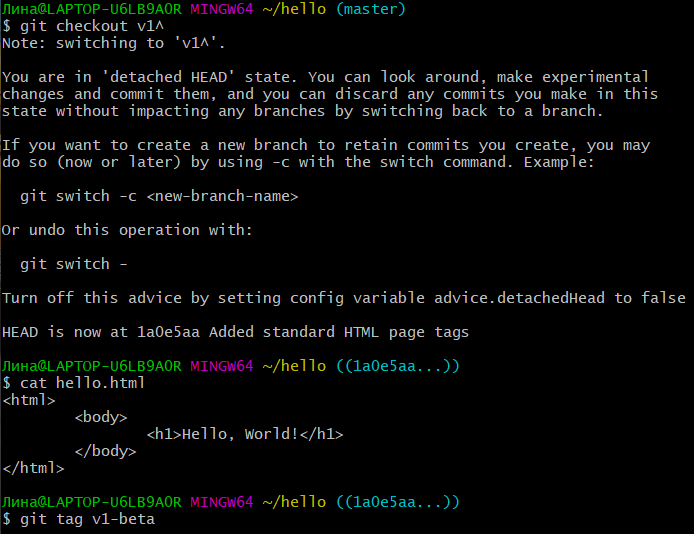 Лина@LAPTOP-U6LB9A0R MINGW64 ~/hello (master)
$ git checkout v1^
Note: switching to 'v1^'.

You are in 'detached HEAD' state. You can look around, make experimental
changes and commit them, and you can discard any commits you make in this
state without impacting any branches by switching back to a branch.

If you want to create a new branch to retain commits you create, you may
do so (now or later) by using -c with the switch command. Example:

  git switch -c <new-branch-name>

Or undo this operation with:

  git switch -

Turn off this advice by setting config variable advice.detachedHead to false

HEAD is now at 1a0e5aa Added standard HTML page tags

Лина@LAPTOP-U6LB9A0R MINGW64 ~/hello ((1a0e5aa...))
$ cat hello.html
<html>
        <body>
                <h1>Hello, World!</h1>
        </body>
</html>

Лина@LAPTOP-U6LB9A0R MINGW64 ~/hello ((1a0e5aa...))
$ git tag v1-beta